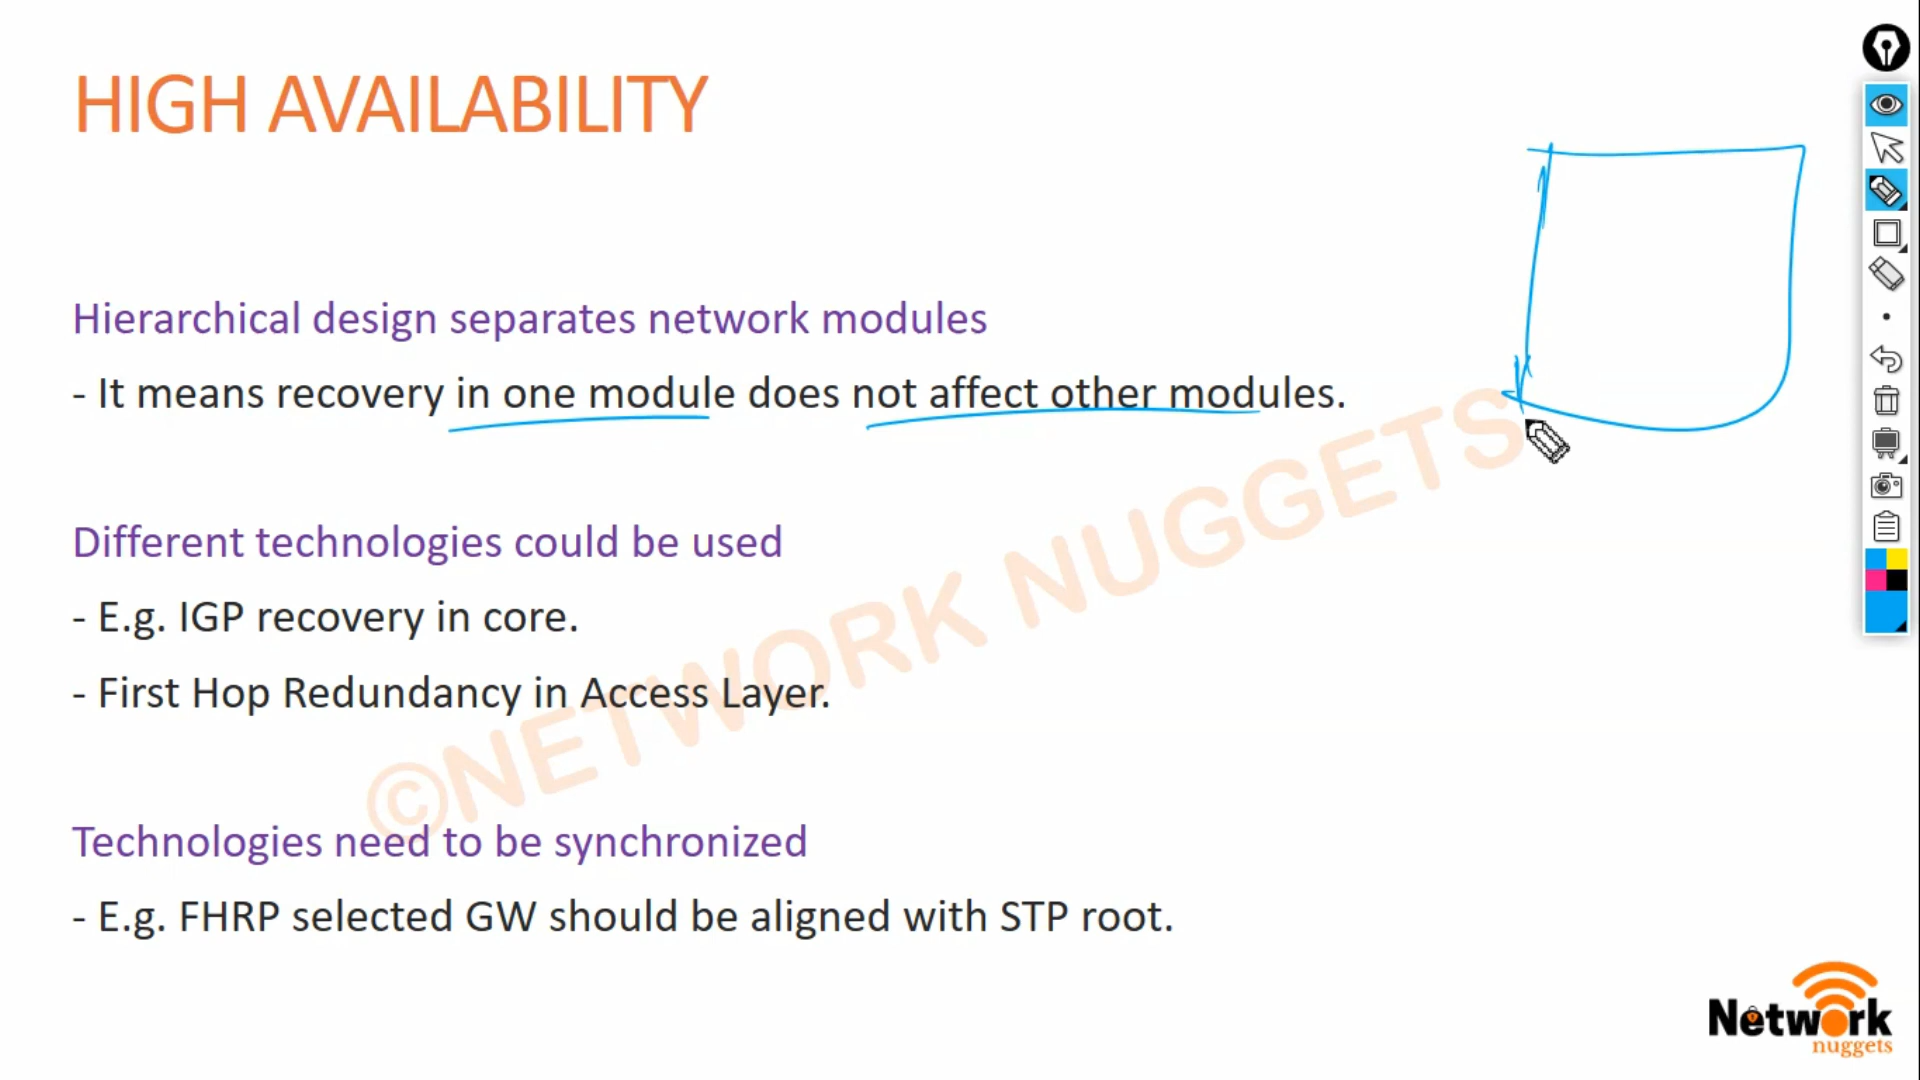 HIGH AVAILABILITY
Hierarchical design separates network modules
- It means recovery in one module does not affect other modules.
Different technologies could be used
- E.g. IGP recovery in core.
- First Hop Redundancy in Access Layer.
Technologies need to be synchronized
- E.g. FHRP selected GW should be aligned with STP root.
©NETWORK NUGGETS
Network
nuggets